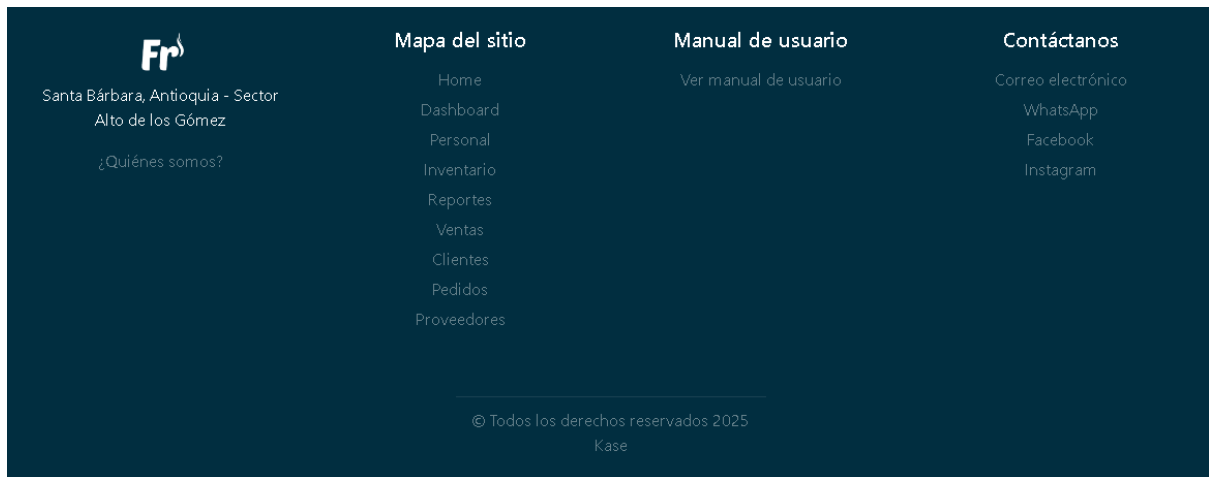 Fr
Santa Bárbara, Antioquia - Sector
Alto de los Gómez
¿Quiénes somos?
Mapa del sitio
Home
Dashboard
Personal
Inventario
Reportes
Ventas
Clientes
Pedidos
Proveedores
Manual de usuario
Ver manual de usuario
Contáctanos
Correo electrónico
WhatsApp
Facebook
Instagram
© Todos los derechos reservados 2025
Kase